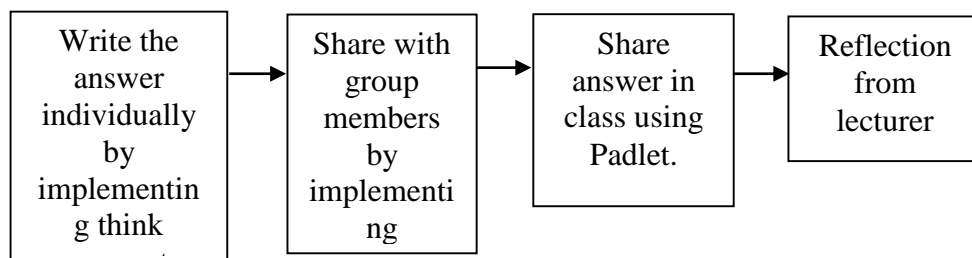 Write the
answer
individually
by
implementin
g think
Share with
group
members
by
implementi
ng
Share
answer in
class using
Padlet.
Reflection
from
lecturer